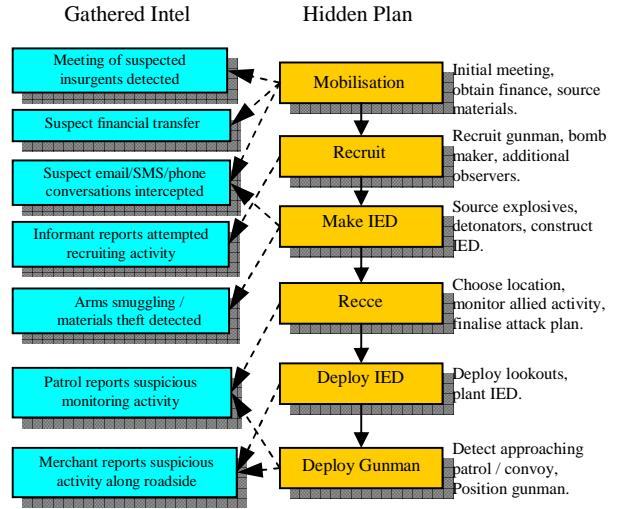 Gathered Intel
Hidden Plan
Meeting of suspected
insurgents detected
Suspect financial transfer
Suspect email/SMS/phone
conversations intercepted
Informant reports attempted
recruiting activity
Arms smuggling /
materials theft detected
Patrol reports suspicious
monitoring activity
Merchant reports suspicious
activity along roadside
Mobilisation
Initial meeting,
obtain finance, source
materials.
Recruit
Recruit gunman, bomb
maker, additional
observers.
Make IED
Source explosives,
detonators, construct
IED.
Recce
Choose location,
monitor allied activity,
finalise attack plan.
Deploy IED
Deploy lookouts,
plant IED.
Deploy Gunman
Detect approaching
patrol / convoy,
Position gunman.